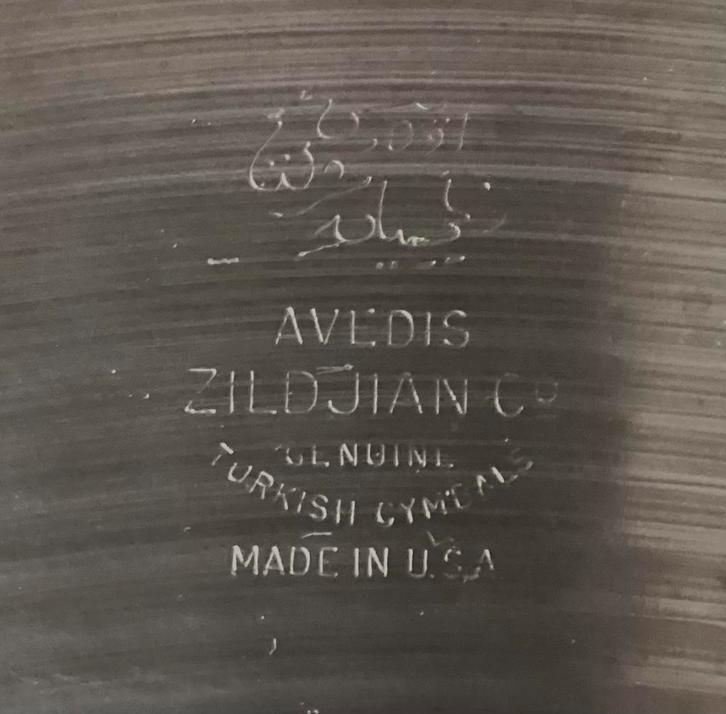 AVEDIS
ZILDJIAN Co
GENUINE
TURKISH CYMBALS
MADE IN U.S.A